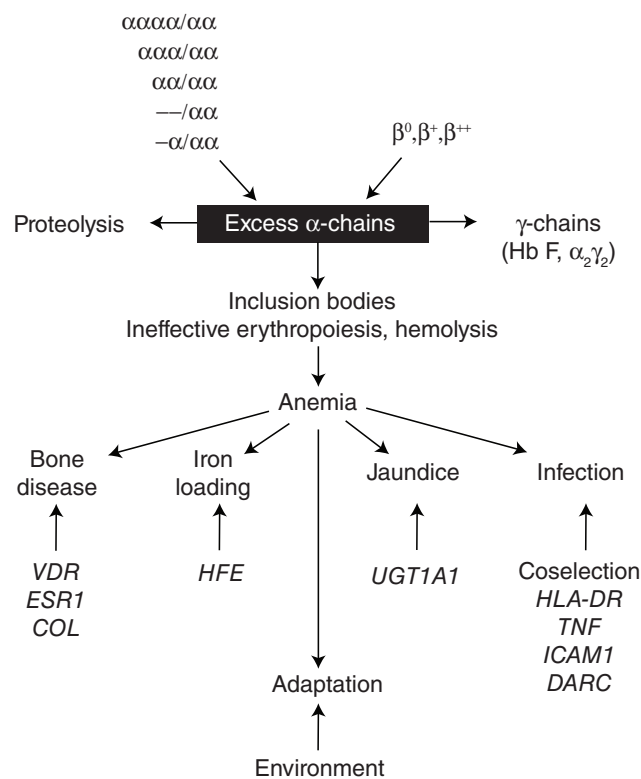 αααα/αα
ααα/αα
αα/αα
––/αα
–α/αα
β⁰,β⁺,β⁺⁺
Proteolysis
Excess α-chains
γ-chains
(Hb F, α₂γ₂)
Inclusion bodies
Ineffective erythropoiesis, hemolysis
Anemia
Bone
disease
Iron
loading
Jaundice
Infection
VDR
ESR1
COL
HFE
UGT1A1
Coselection
HLA-DR
TNF
ICAM1
DARC
Adaptation
Environment